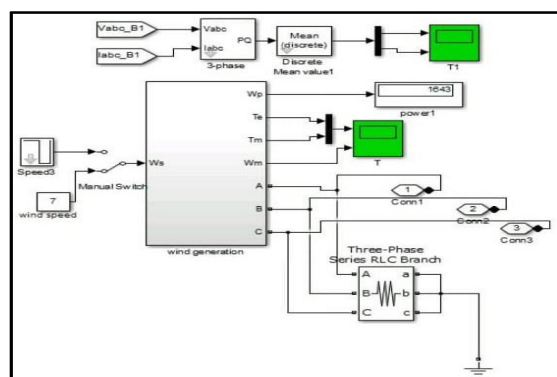 Vabc_B1
Iabc_B1
Vabc
Iabc
PQ
3-phase
Mean
(discrete)
Discrete
Mean value1
T1
Wp
Te
Tm
Wm
A
B
C
Ws
wind generation
1643
power1
T
Speed3
Manual Switch
7
wind speed
1
Conn1
2
Conn2
3
Conn3
Three-Phase
Series RLC Branch
A
B
C
a
b
c